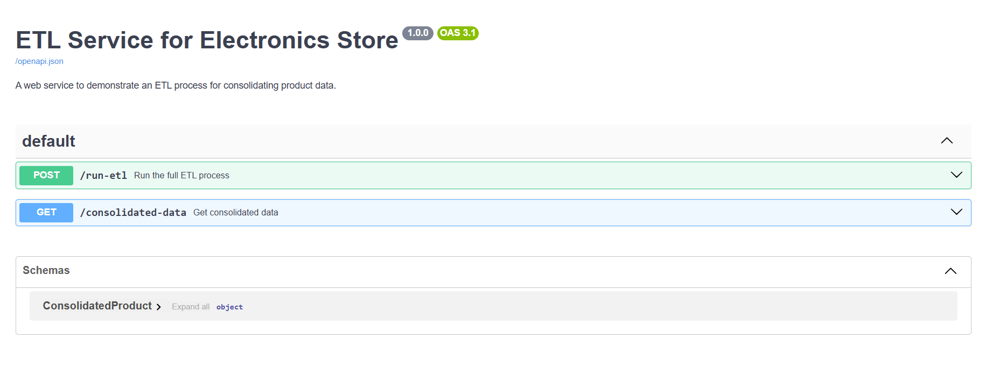 ETL Service for Electronics Store 1.0.0 OAS 3.1
/openapi.json
A web service to demonstrate an ETL process for consolidating product data.
default
POST /run-etl Run the full ETL process
GET /consolidated-data Get consolidated data
Schemas
ConsolidatedProduct Expand all object